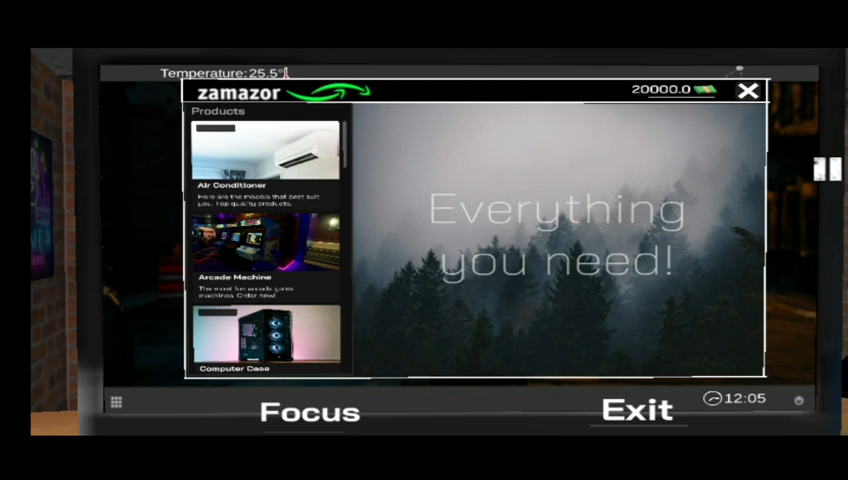 Temperature: 25.5°
zamazor
20000.0
Products
Air Conditioner
Here are the models that best suit
you. Top quality products.
Arcade Machine
The most fun arcade game
machines. Order now!
Computer Case
Everything
you need!
12:05
Focus
Exit